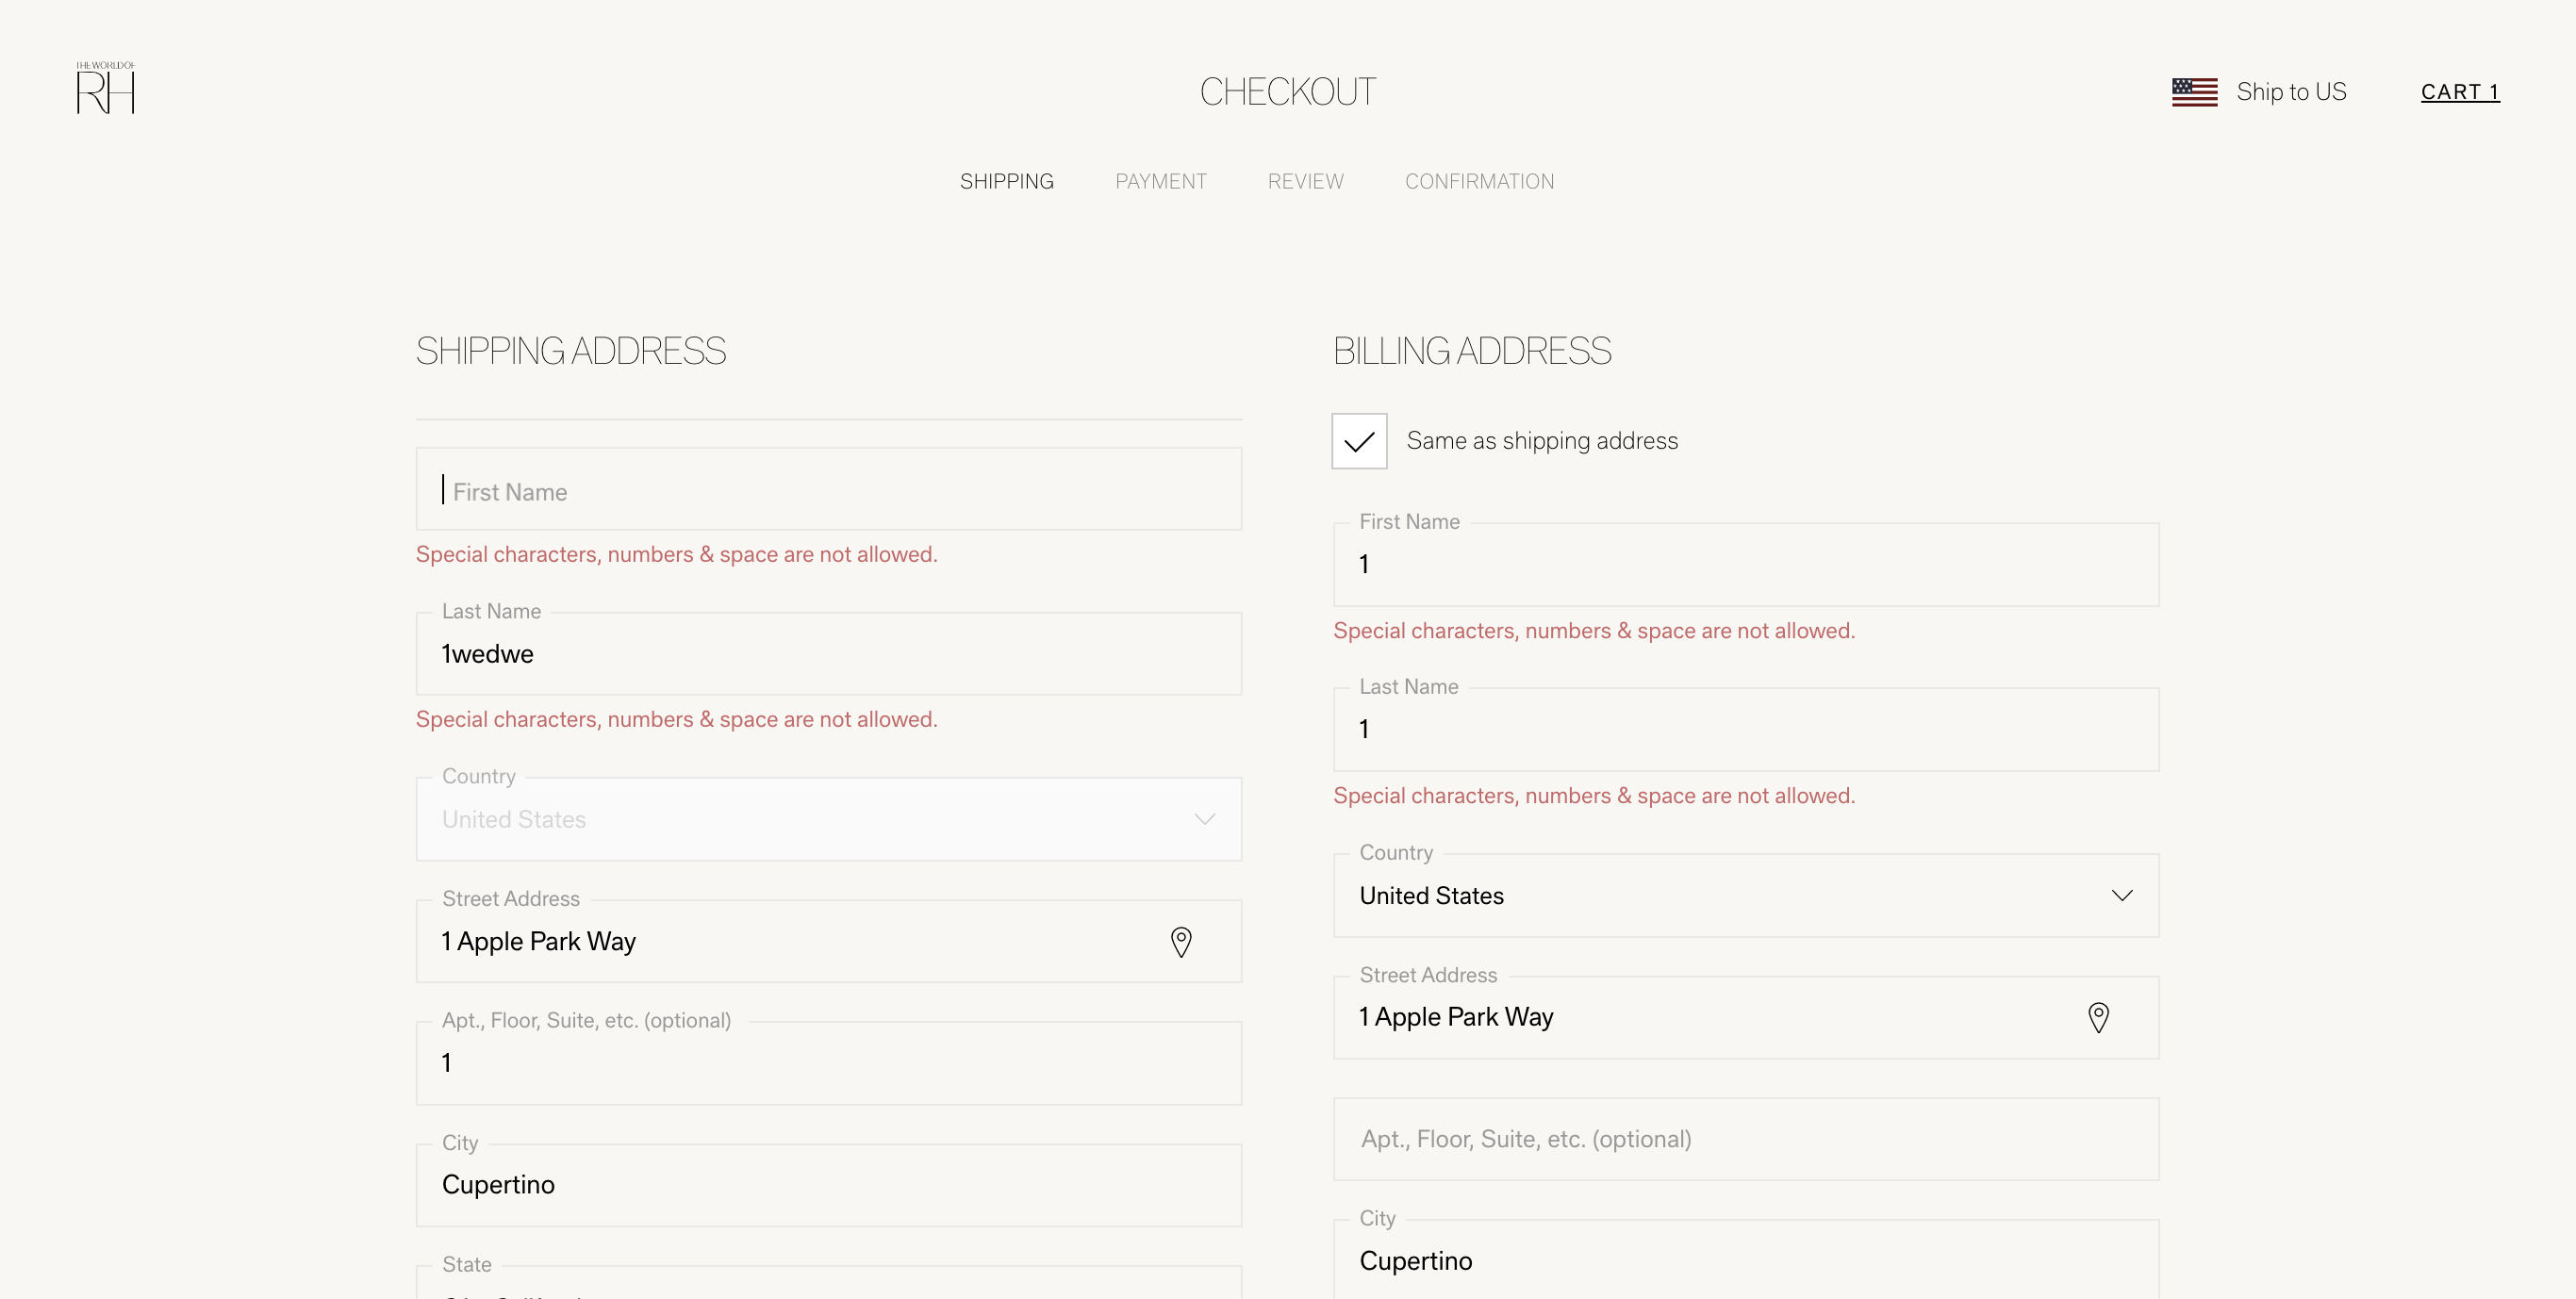 THE WORLD OF
RH
CHECKOUT
Ship to US
CART 1
SHIPPING PAYMENT REVIEW CONFIRMATION
SHIPPING ADDRESS
First Name
Special characters, numbers & space are not allowed.
Last Name
1wedwe
Special characters, numbers & space are not allowed.
Country
United States
Street Address
1 Apple Park Way
Apt., Floor, Suite, etc. (optional)
1
City
Cupertino
State
BILLING ADDRESS
Same as shipping address
First Name
1
Special characters, numbers & space are not allowed.
Last Name
1
Special characters, numbers & space are not allowed.
Country
United States
Street Address
1 Apple Park Way
Apt., Floor, Suite, etc. (optional)
City
Cupertino